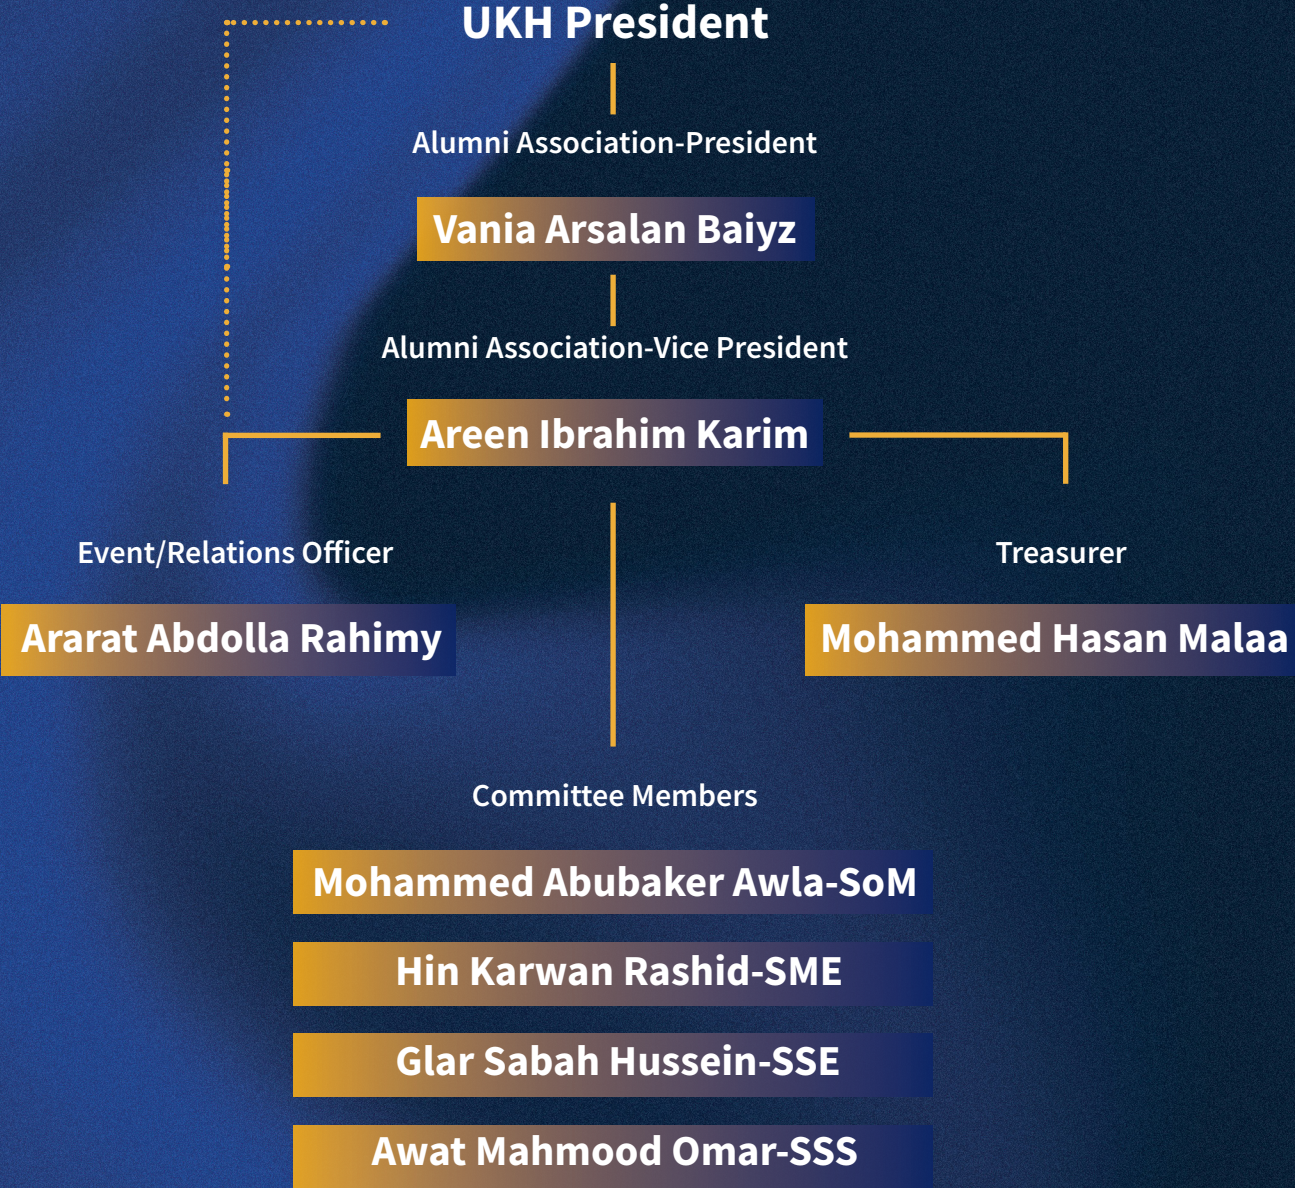 UKH President
Alumni Association-President
Vania Arsalan Baiyz
Alumni Association-Vice President
Areen Ibrahim Karim
Event/Relations Officer
Treasurer
Ararat Abdolla Rahimy
Mohammed Hasan Malaa
Committee Members
Mohammed Abubaker Awla-SoM
Hin Karwan Rashid-SME
Glar Sabah Hussein-SSE
Awat Mahmood Omar-SSS